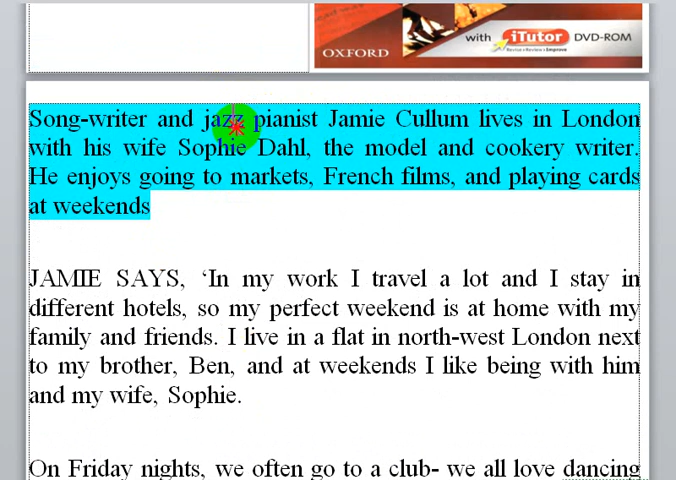 OXFORD
with iTutor DVD-ROM
Song-writer and jazz pianist Jamie Cullum lives in London
with his wife Sophie Dahl, the model and cookery writer.
He enjoys going to markets, French films, and playing cards
at weekends
JAMIE SAYS, ‘In my work I travel a lot and I stay in
different hotels, so my perfect weekend is at home with my
family and friends. I live in a flat in north-west London next
to my brother, Ben, and at weekends I like being with him
and my wife, Sophie.
On Friday nights, we often go to a club- we all love dancing